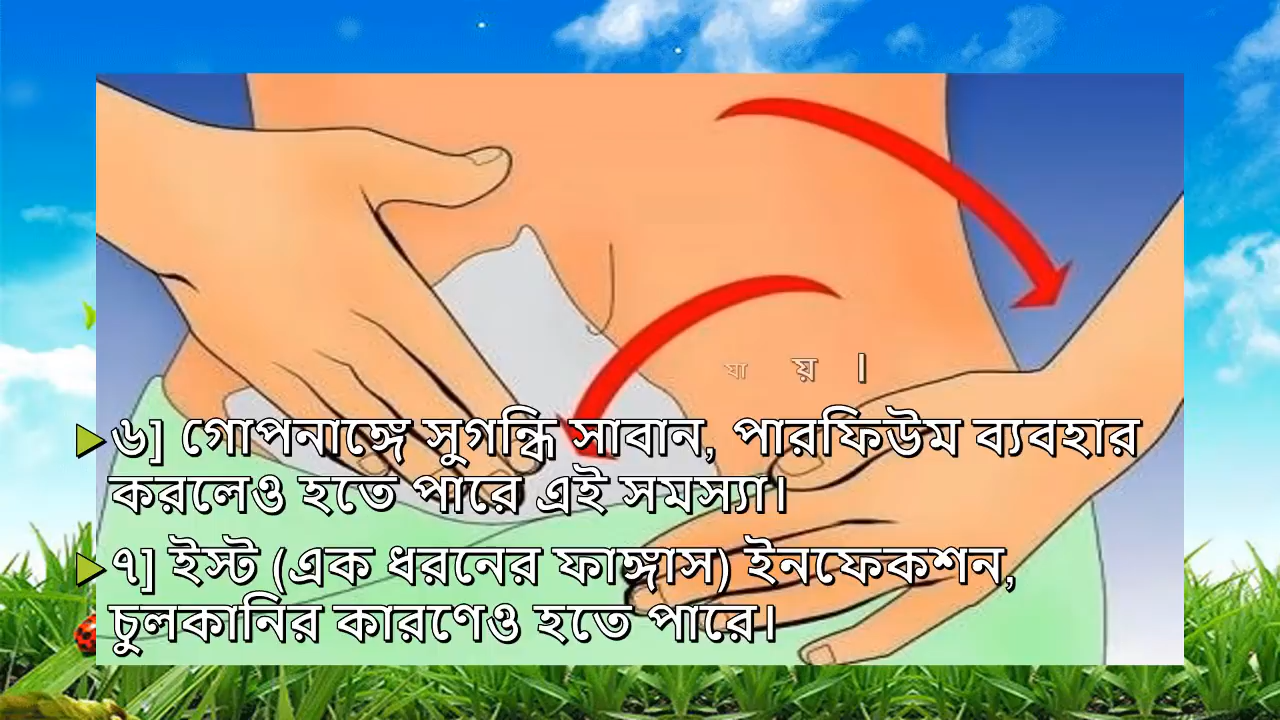 ৬] গোপনাঙ্গে সুগন্ধি সাবান, পারফিউম ব্যবহার
করলেও হতে পারে এই সমস্যা।
৭] ইস্ট (এক ধরনের ফাঙ্গাস) ইনফেকশন,
চুলকানির কারণেও হতে পারে।